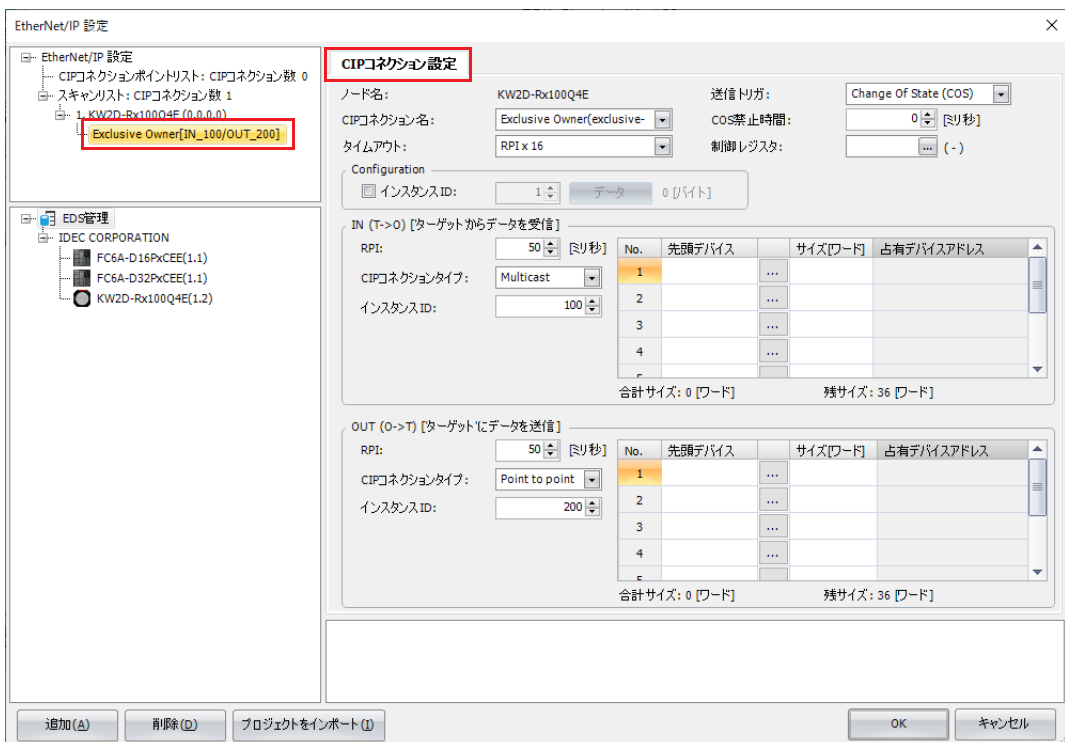 EtherNet/IP 設定
EtherNet/IP 設定
CIPコネクションポイントリスト: CIPコネクション数 0
スキャンリスト: CIPコネクション数 1
1. KW2D-Rx100Q4E (0.0.0.0)
Exclusive Owner[IN_100/OUT_200]
EDS管理
IDEC CORPORATION
FC6A-D16PxCEE(1.1)
FC6A-D32PxCEE(1.1)
KW2D-Rx100Q4E(1.2)
CIPコネクション設定
ノード名: KW2D-Rx100Q4E 送信トリガ: Change Of State (COS)
CIPコネクション名: Exclusive Owner(exclusive- COS禁止時間: 0 [ミリ秒]
タイムアウト: RPI x 16 制御レジスタ: ... (-)
Configuration
インスタンスID: 1 データ 0 [バイト]
IN (T->O) ['ターゲット'からデータを受信]
RPI: 50 [ミリ秒]
CIPコネクションタイプ: Multicast
インスタンスID: 100
No. 先頭デバイス サイズ[ワード] 占有デバイスアドレス
1 ...
2 ...
3 ...
4 ...
合計サイズ: 0 [ワード] 残サイズ: 36 [ワード]
OUT (O->T) ['ターゲット'にデータを送信]
RPI: 50 [ミリ秒]
CIPコネクションタイプ: Point to point
インスタンスID: 200
No. 先頭デバイス サイズ[ワード] 占有デバイスアドレス
1 ...
2 ...
3 ...
4 ...
合計サイズ: 0 [ワード] 残サイズ: 36 [ワード]
追加(A) 削除(D) プロジェクトをインポート(I) OK キャンセル